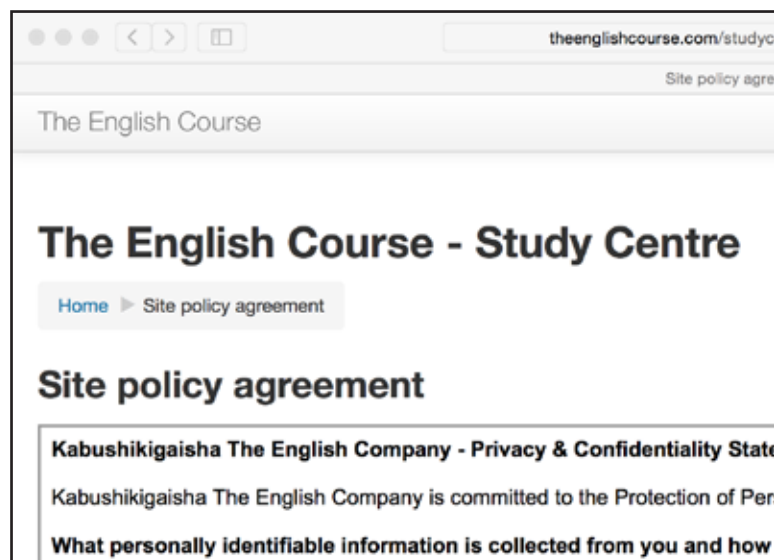 theenglishcourse.com/studyc
Site policy agre
The English Course
The English Course - Study Centre
Home Site policy agreement
Site policy agreement
Kabushikigaisha The English Company - Privacy & Confidentiality State
Kabushikigaisha The English Company is committed to the Protection of Per
What personally identifiable information is collected from you and how